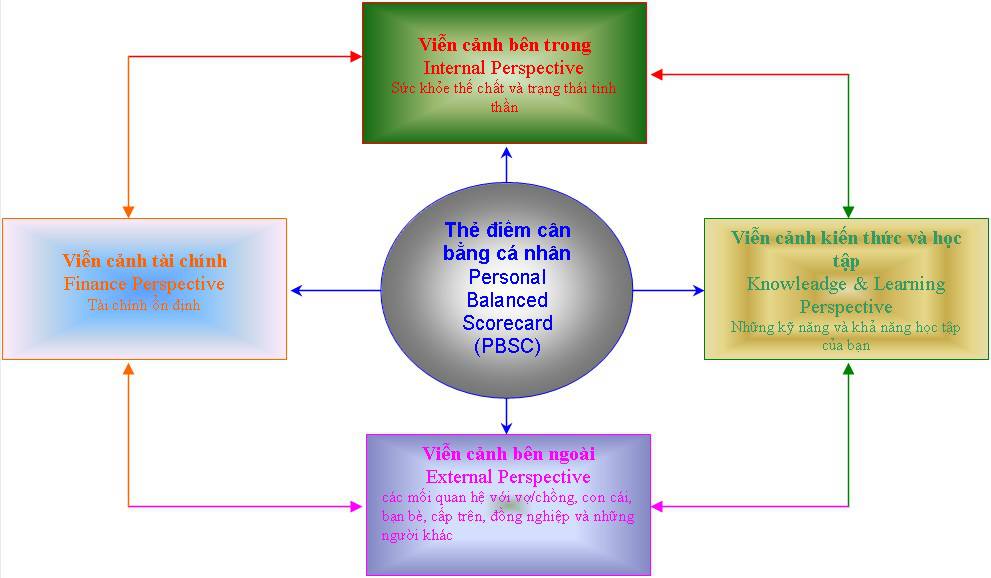 Viễn cảnh bên trong
Internal Perspective
Sức khỏe thể chất và trạng thái tinh
thần
Thẻ điểm cân
bằng cá nhân
Personal
Balanced
Scorecard
(PBSC)
Viễn cảnh tài chính
Finance Perspective
Tài chính ổn định
Viễn cảnh kiến thức và học
tập
Knowleadge & Learning
Perspective
Những kỹ năng và khả năng học tập
của bạn
Viễn cảnh bên ngoài
External Perspective
các mối quan hệ với vợ/chồng, con cái,
bạn bè, cấp trên, đồng nghiệp và những
người khác